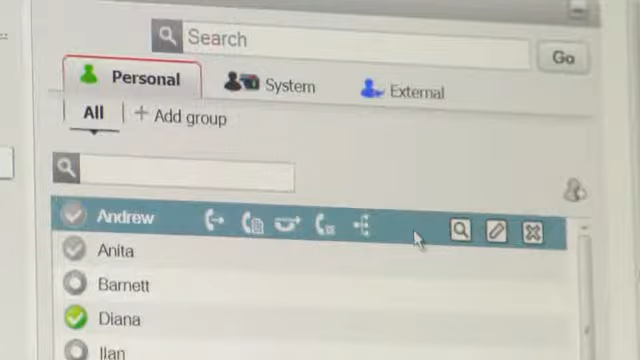 Search
Go
Personal
System
External
All
+ Add group
Andrew
Anita
Barnett
Diana
Ilan